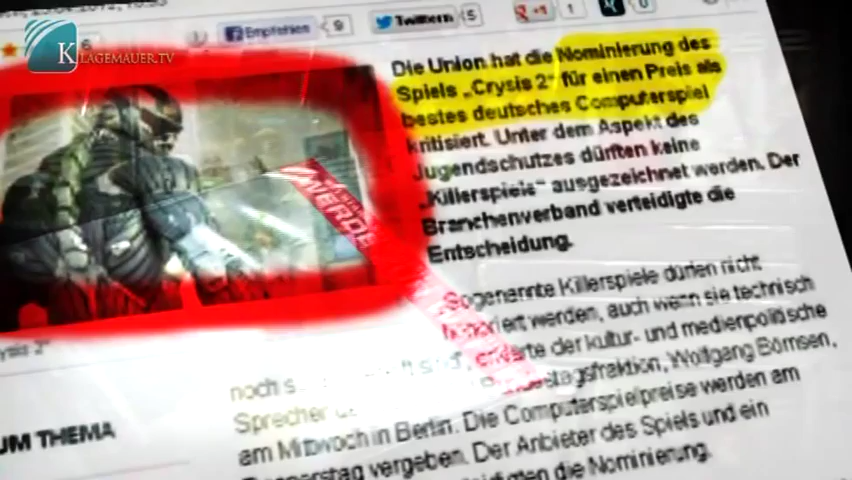 KLAGEMAUER.TV
Empfehlen 9 Twittern 5 +1 1 0
Die Union hat die Nominierung des
Spiels „Crysis 2“ für einen Preis als
bestes deutsches Computerspiel
kritisiert. Unter dem Aspekt des
Jugendschutzes dürften keine
„Killerspiele“ ausgezeichnet werden. Der
Branchenverband verteidigte die
Entscheidung.
Sogenannte Killerspiele dürfen nicht
werden, auch wenn sie technisch
noch der kultur- und medienpolitische
Sprecher Wolfgang Börnsen,
am Mittwoch in Berlin. Die Computerspielpreise werden am
Donnerstag vergeben. Der Anbieter des Spiels und ein
die Nominierung.
UM THEMA